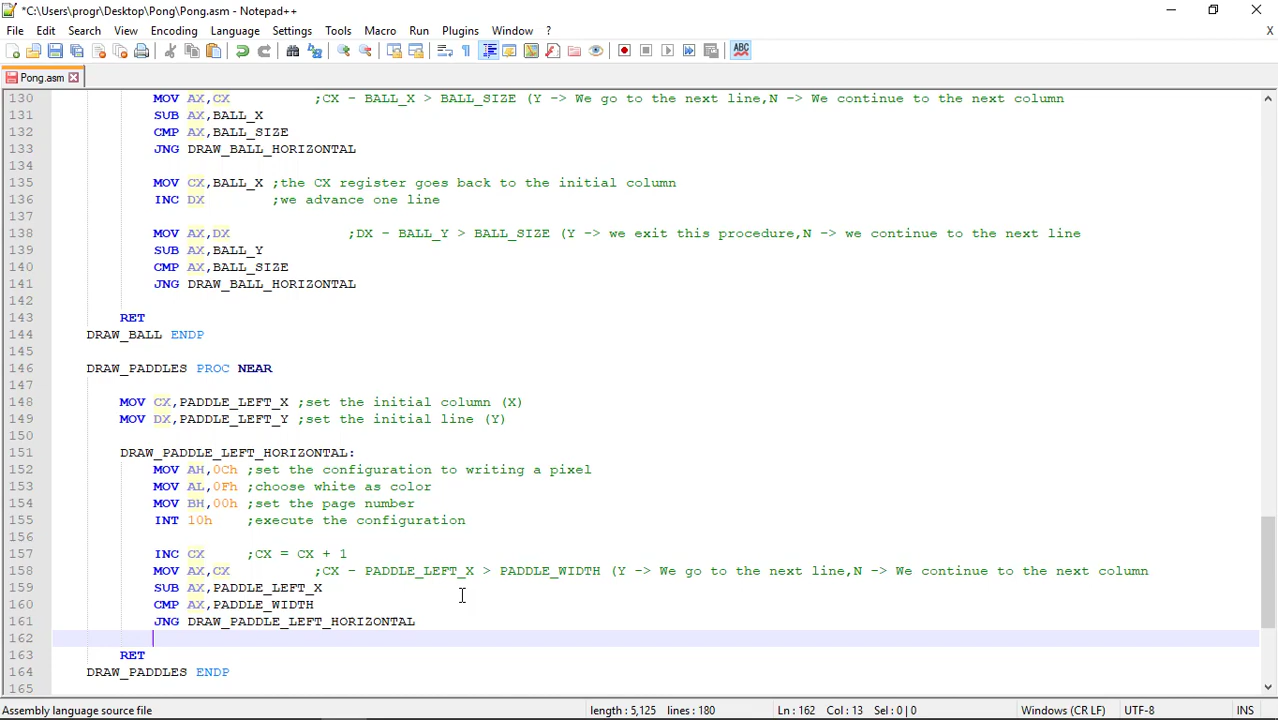 *C:\Users\progr\Desktop\Pong\Pong.asm - Notepad++
File Edit Search View Encoding Language Settings Tools Macro Run Plugins Window ? X
ABC
Pong.asm
130 MOV AX,CX ;CX - BALL_X > BALL_SIZE (Y -> We go to the next line,N -> We continue to the next column
131 SUB AX,BALL_X
132 CMP AX,BALL_SIZE
133 JNG DRAW_BALL_HORIZONTAL
134
135 MOV CX,BALL_X ;the CX register goes back to the initial column
136 INC DX ;we advance one line
137
138 MOV AX,DX ;DX - BALL_Y > BALL_SIZE (Y -> we exit this procedure,N -> we continue to the next line
139 SUB AX,BALL_Y
140 CMP AX,BALL_SIZE
141 JNG DRAW_BALL_HORIZONTAL
142
143 RET
144 DRAW_BALL ENDP
145
146 DRAW_PADDLES PROC NEAR
147
148 MOV CX,PADDLE_LEFT_X ;set the initial column (X)
149 MOV DX,PADDLE_LEFT_Y ;set the initial line (Y)
150
151 DRAW_PADDLE_LEFT_HORIZONTAL:
152 MOV AH,0Ch ;set the configuration to writing a pixel
153 MOV AL,0Fh ;choose white as color
154 MOV BH,00h ;set the page number
155 INT 10h ;execute the configuration
156
157 INC CX ;CX = CX + 1
158 MOV AX,CX ;CX - PADDLE_LEFT_X > PADDLE_WIDTH (Y -> We go to the next line,N -> We continue to the next column
159 SUB AX,PADDLE_LEFT_X
160 CMP AX,PADDLE_WIDTH
161 JNG DRAW_PADDLE_LEFT_HORIZONTAL
162
163 RET
164 DRAW_PADDLES ENDP
165
Assembly language source file length : 5,125 lines : 180 Ln : 162 Col : 13 Sel : 0 | 0 Windows (CR LF) UTF-8 INS